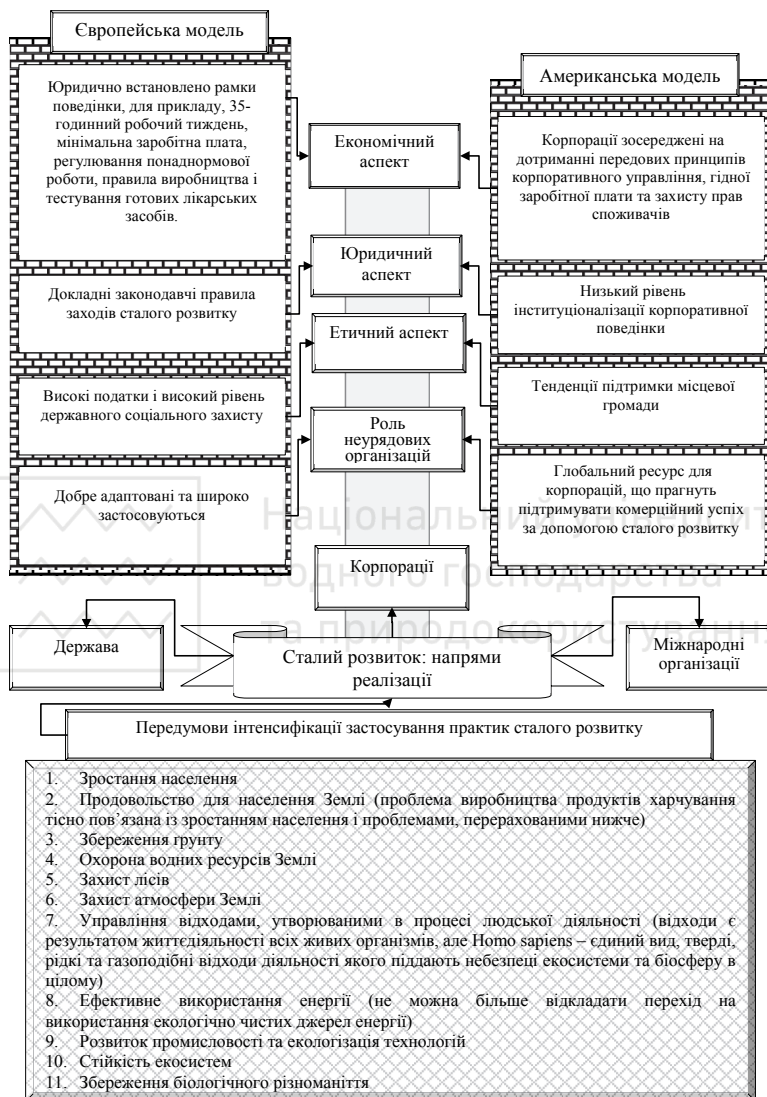 Європейська модель
Юридично встановлено рамки
поведінки, для прикладу, 35-
годинний робочий тиждень,
мінімальна заробітна плата,
регулювання понаднормової
роботи, правила виробництва і
тестування готових лікарських
засобів.
Докладні законодавчі правила
заходів сталого розвитку
Високі податки і високий рівень
державного соціального захисту
Добре адаптовані та широко
застосовуються
Економічний
аспект
Юридичний
аспект
Етичний аспект
Роль
неурядових
організацій
Корпорації
Американська модель
Корпорації зосереджені на
дотриманні передових принципів
корпоративного управління, гідної
заробітної плати та захисту прав
споживачів
Низький рівень
інституціоналізації корпоративної
поведінки
Тенденції підтримки місцевої
громади
Глобальний ресурс для
корпорацій, що прагнуть
підтримувати комерційний успіх
за допомогою сталого розвитку
Національний університ
водного господарства
та природокористуванн
Держава
Сталий розвиток: напрями
реалізації
Міжнародні
організації
Передумови інтенсифікації застосування практик сталого розвитку
1. Зростання населення
2. Продовольство для населення Землі (проблема виробництва продуктів харчування
тісно пов’язана із зростанням населення і проблемами, перерахованими нижче)
3. Збереження ґрунту
4. Охорона водних ресурсів Землі
5. Захист лісів
6. Захист атмосфери Землі
7. Управління відходами, утворюваними в процесі людської діяльності (відходи є
результатом життєдіяльності всіх живих організмів, але Homo sapiens – єдиний вид, тверді,
рідкі та газоподібні відходи діяльності якого піддають небезпеці екосистеми та біосферу в
цілому)
8. Ефективне використання енергії (не можна більше відкладати перехід на
використання екологічно чистих джерел енергії)
9. Розвиток промисловості та екологізація технологій
10. Стійкість екосистем
11. Збереження біологічного різноманіття